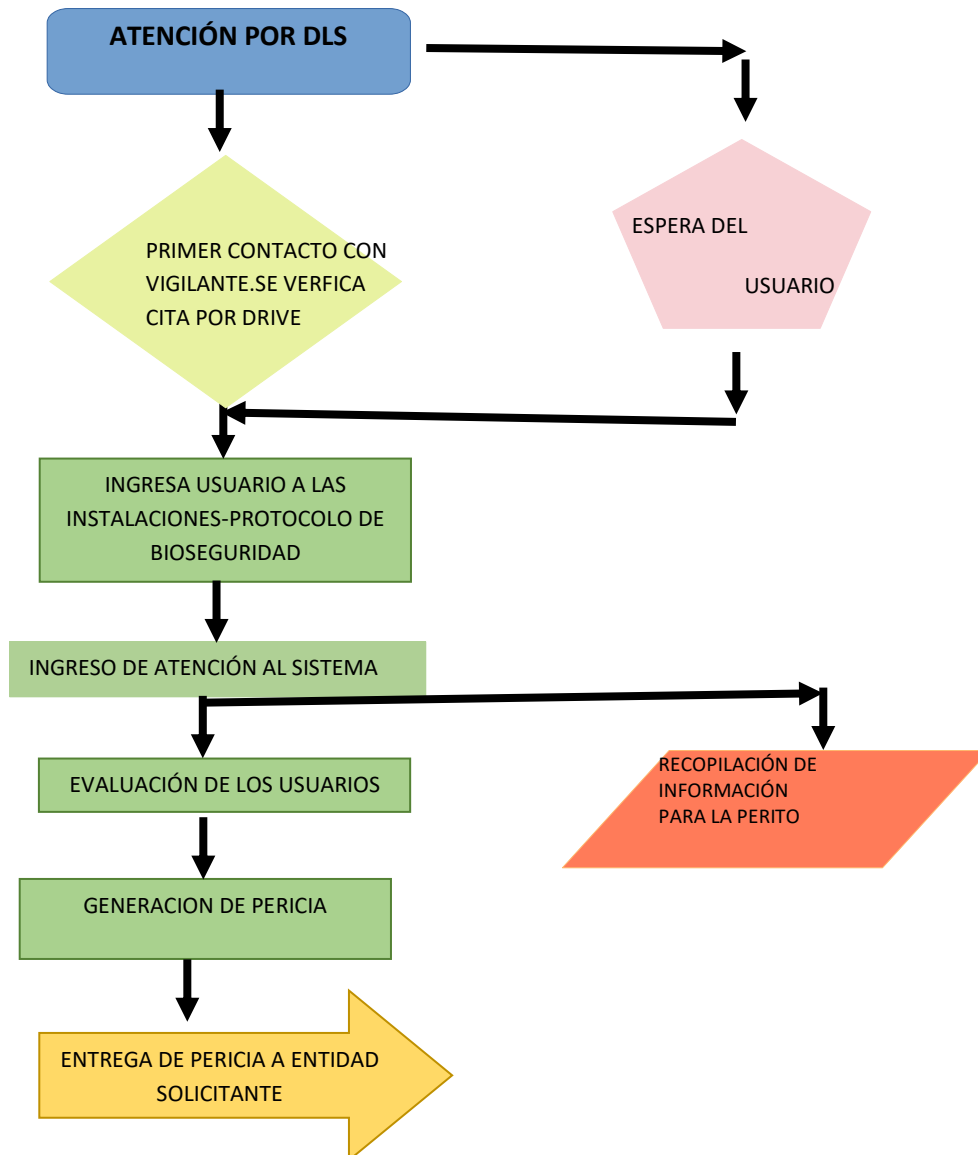 ATENCIÓN POR DLS
PRIMER CONTACTO CON
VIGILANTE.SE VERFICA
CITA POR DRIVE
ESPERA DEL
USUARIO
INGRESA USUARIO A LAS
INSTALACIONES-PROTOCOLO DE
BIOSEGURIDAD
INGRESO DE ATENCIÓN AL SISTEMA
EVALUACIÓN DE LOS USUARIOS
RECOPILACIÓN DE
INFORMACIÓN
PARA LA PERITO
GENERACION DE PERICIA
ENTREGA DE PERICIA A ENTIDAD
SOLICITANTE